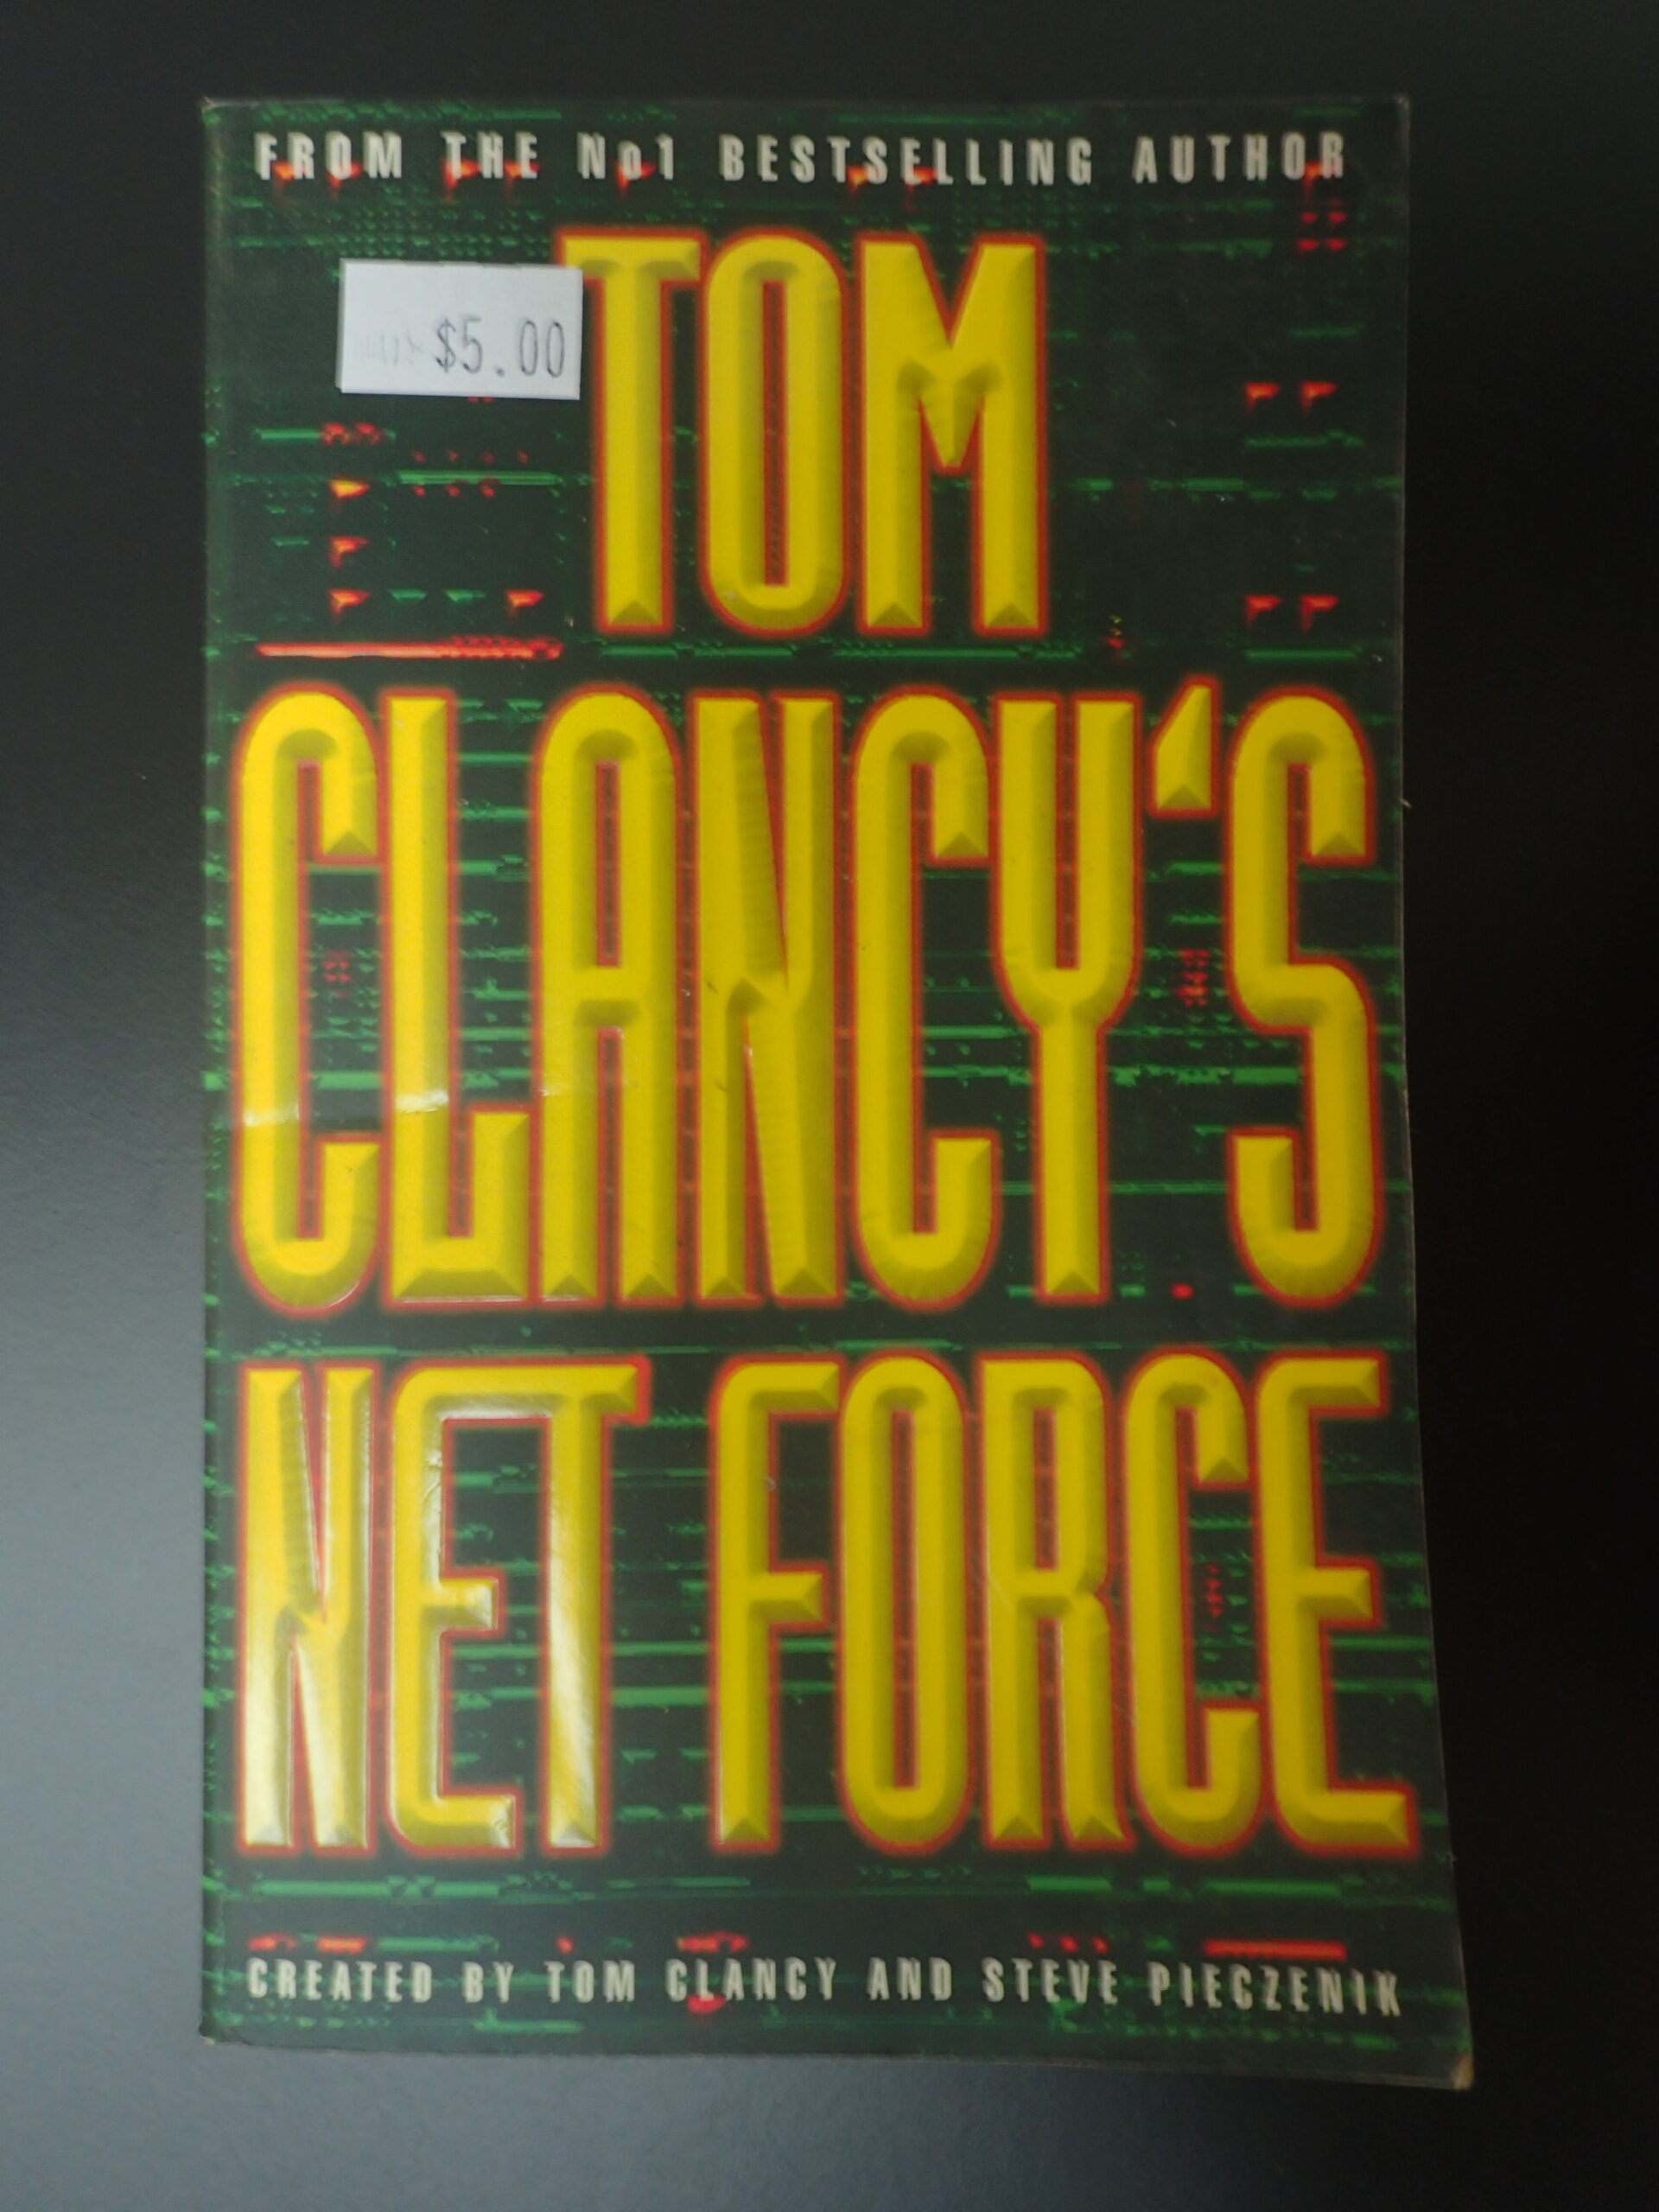 FROM THE No1 BESTSELLING AUTHOR
$5.00
TOM
CLANCY'S
NET FORCE
CREATED BY TOM CLANCY AND STEVE PIECZENIK